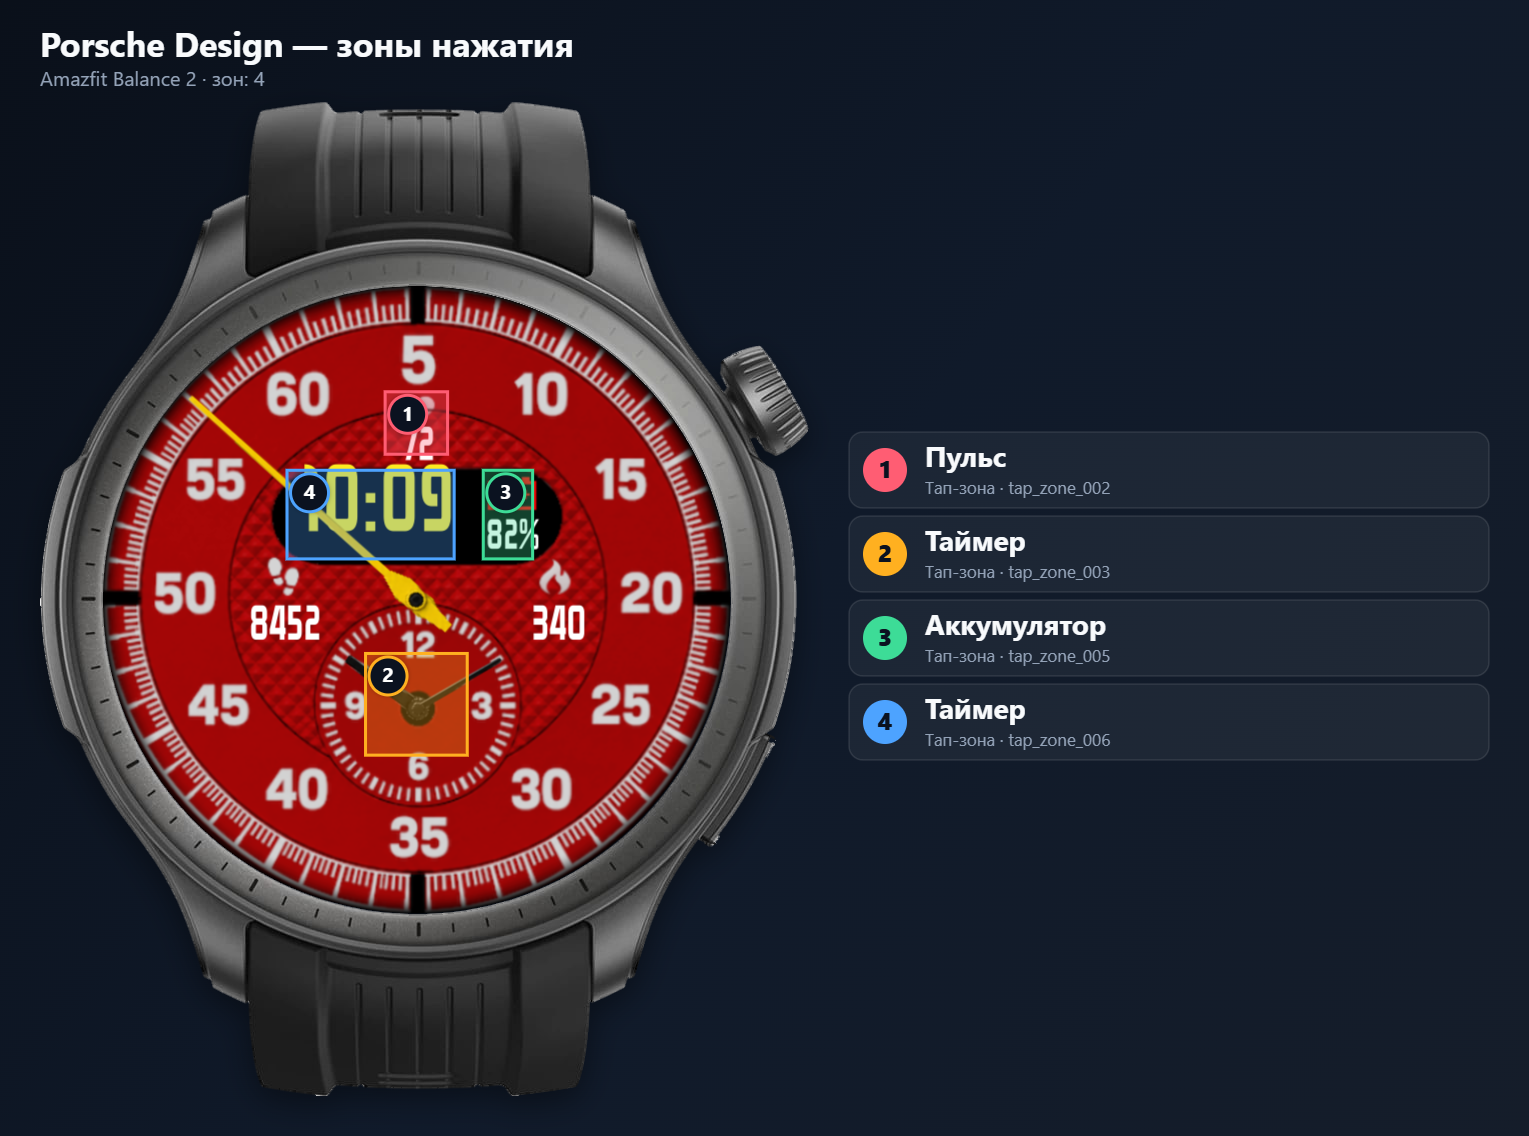 Porsche Design — зоны нажатия
Amazfit Balance 2 · зон: 4
5
60
10
1
72
55
4
10:09
3
15
82%
50
20
8452
340
12
2
45
9
3
25
6
40
30
35
1
Пульс
Тап-зона · tap_zone_002
2
Таймер
Тап-зона · tap_zone_003
3
Аккумулятор
Тап-зона · tap_zone_005
4
Таймер
Тап-зона · tap_zone_006